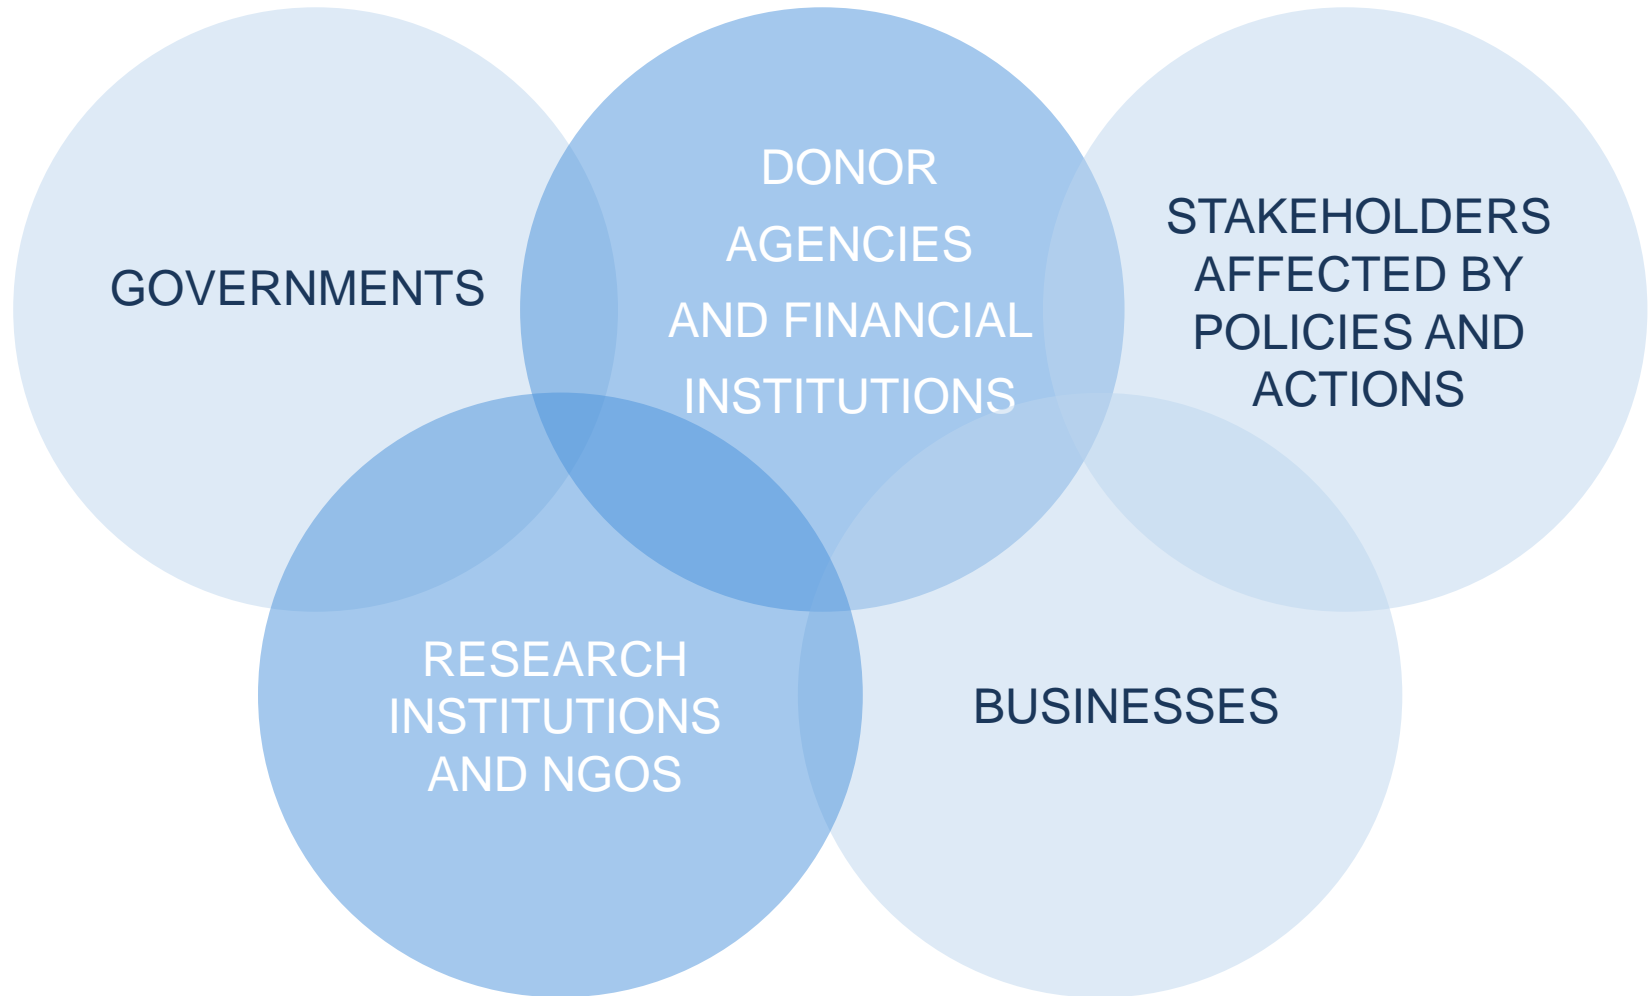 GOVERNMENTS
DONOR
AGENCIES
AND FINANCIAL
INSTITUTIONS
STAKEHOLDERS
AFFECTED BY
POLICIES AND
ACTIONS
RESEARCH
INSTITUTIONS
AND NGOS
BUSINESSES